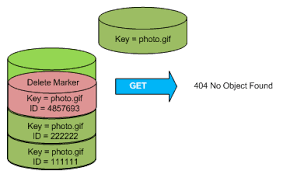 Key = photo.gif
Delete Marker
Key = photo.gif
ID = 4857693
Key = photo.gif
ID = 222222
Key = photo.gif
ID = 111111
GET
404 No Object Found